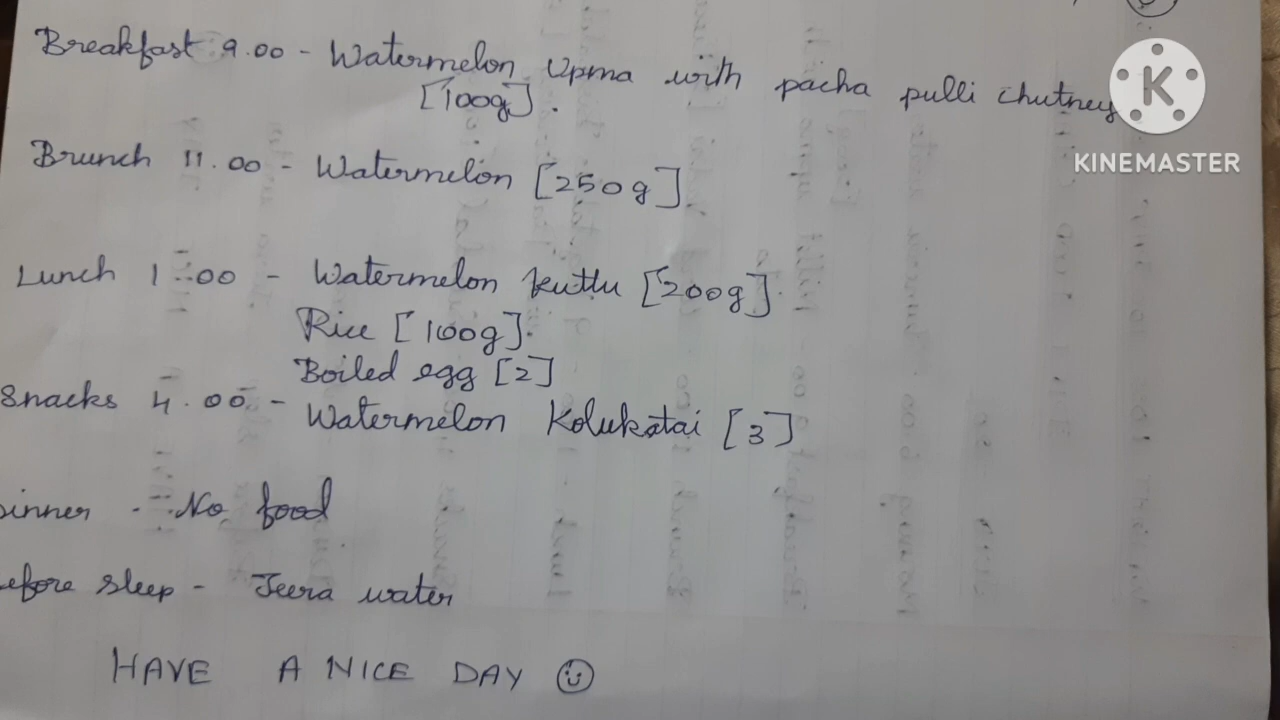 Breakfast 9.00 - Watermelon Upma with pacha pulli chutney
[100g].
Brunch 11.00 - Watermelon [250g].
Lunch 1.00 - Watermelon kuttu [200g].
Rice [100g].
Boiled egg [2]
Snacks 4.00 - Watermelon Kolukatai [3]
Dinner - No food
efore sleep - Jeera water
HAVE A NICE DAY
KINEMASTER